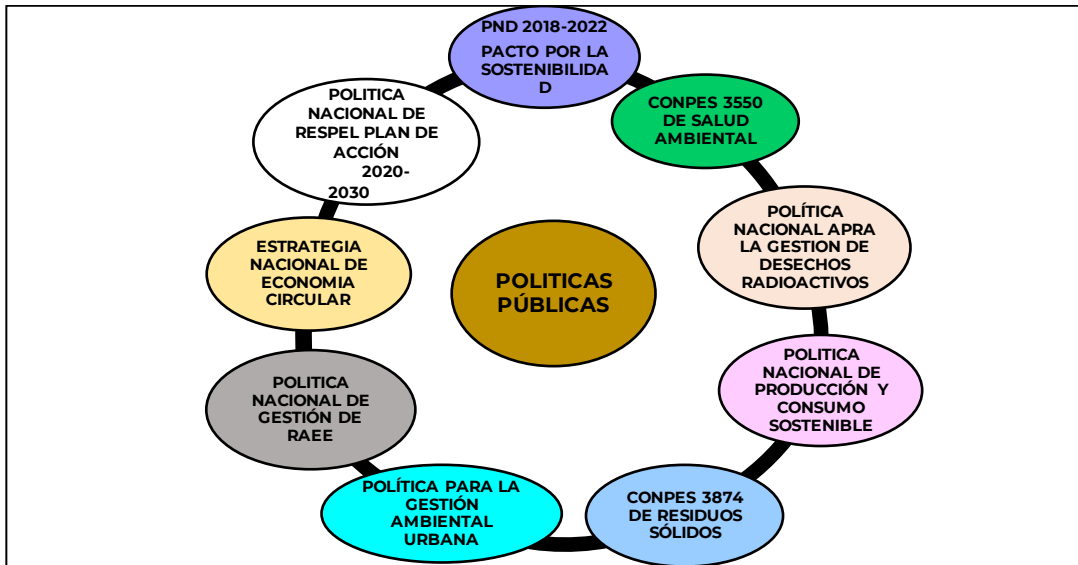 PND 2018-2022
PACTO POR LA
SOSTENIBILIDA
D
CONPES 3550
DE SALUD
AMBIENTAL
POLÍTICA
NACIONAL APRA
LA GESTION DE
DESECHOS
RADIOACTIVOS
POLITICA
NACIONAL DE
PRODUCCIÓN Y
CONSUMO
SOSTENIBLE
CONPES 3874
DE RESIDUOS
SÓLIDOS
POLÍTICA PARA LA
GESTIÓN
AMBIENTAL
URBANA
POLITICA
NACIONAL DE
GESTIÓN DE
RAEE
ESTRATEGIA
NACIONAL DE
ECONOMIA
CIRCULAR
POLITICA
NACIONAL DE
RESPEL PLAN DE
ACCIÓN
2020-
2030
POLITICAS
PÚBLICAS